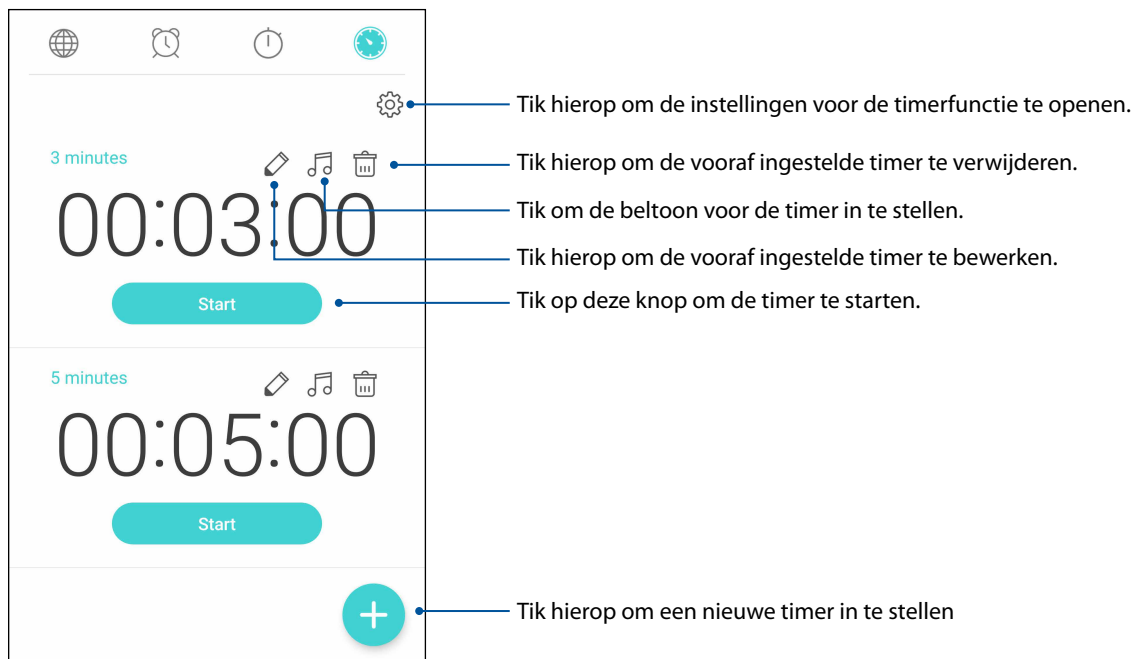 Tik hierop om de instellingen voor de timerfunctie te openen.
3 minutes
Tik hierop om de vooraf ingestelde timer te verwijderen.
00:03:00
Tik om de beltoon voor de timer in te stellen.
Tik hierop om de vooraf ingestelde timer te bewerken.
Start
Tik op deze knop om de timer te starten.
5 minutes
00:05:00
Start
Tik hierop om een nieuwe timer in te stellen